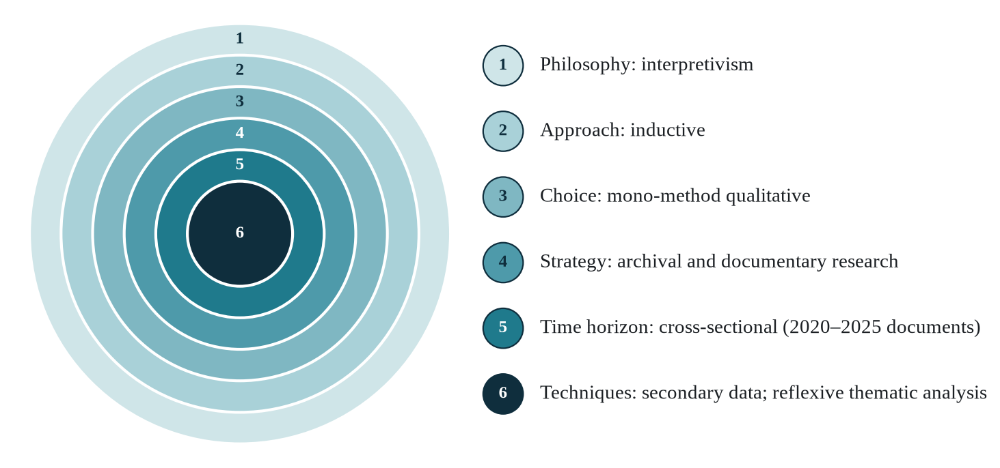 1
2
3
4
5
6
1 Philosophy: interpretivism
2 Approach: inductive
3 Choice: mono-method qualitative
4 Strategy: archival and documentary research
5 Time horizon: cross-sectional (2020–2025 documents)
6 Techniques: secondary data; reflexive thematic analysis